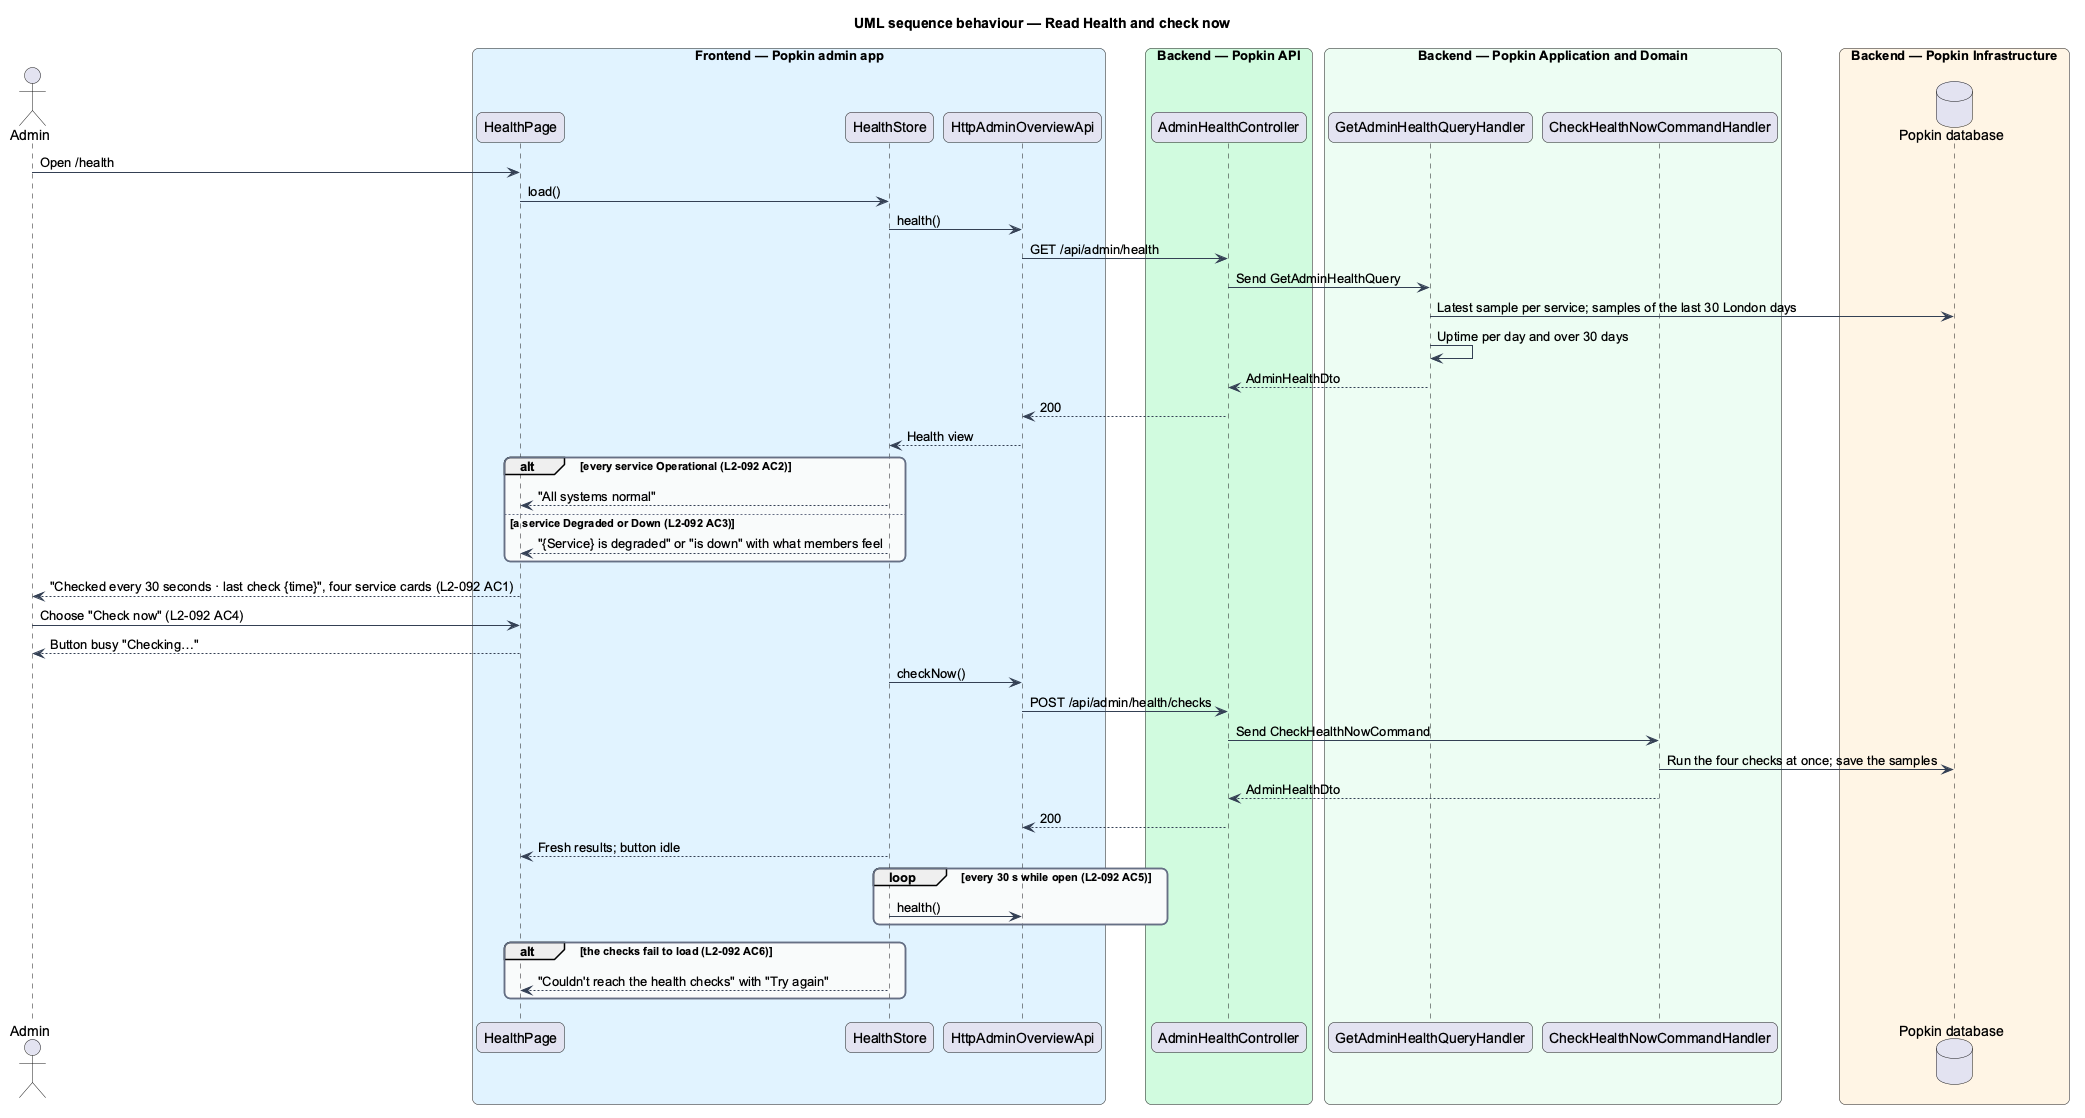 UML sequence behaviour — Read Health and check now
Frontend — Popkin admin app
Backend — Popkin API
Backend — Popkin Application and Domain
Backend — Popkin Infrastructure
Admin
HealthPage
HealthStore
HttpAdminOverviewApi
AdminHealthController
GetAdminHealthQueryHandler
CheckHealthNowCommandHandler
Popkin database
Open /health
load()
health()
GET /api/admin/health
Send GetAdminHealthQuery
Latest sample per service; samples of the last 30 London days
Uptime per day and over 30 days
AdminHealthDto
200
Health view
alt [every service Operational (L2-092 AC2)]
"All systems normal"
[a service Degraded or Down (L2-092 AC3)]
"{Service} is degraded" or "is down" with what members feel
"Checked every 30 seconds · last check {time}", four service cards (L2-092 AC1)
Choose "Check now" (L2-092 AC4)
Button busy "Checking…"
checkNow()
POST /api/admin/health/checks
Send CheckHealthNowCommand
Run the four checks at once; save the samples
AdminHealthDto
200
Fresh results; button idle
loop [every 30 s while open (L2-092 AC5)]
health()
alt [the checks fail to load (L2-092 AC6)]
"Couldn't reach the health checks" with "Try again"
Admin
HealthPage
HealthStore
HttpAdminOverviewApi
AdminHealthController
GetAdminHealthQueryHandler
CheckHealthNowCommandHandler
Popkin database